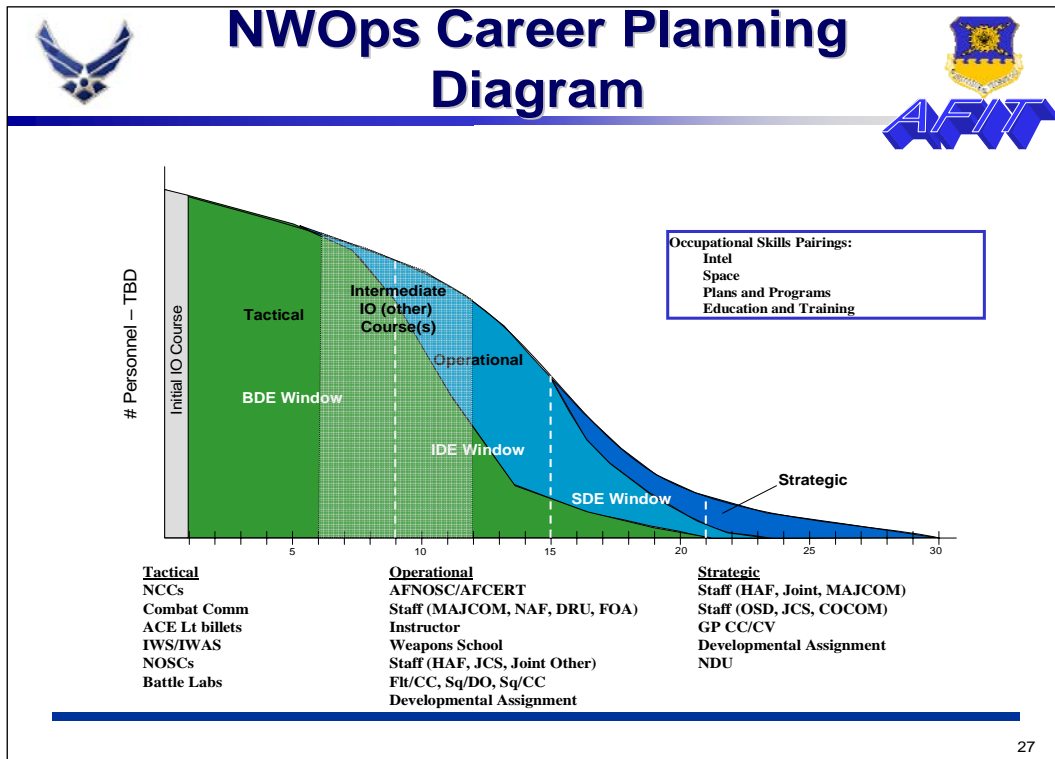 NWOps Career Planning
Diagram
AFIT
# Personnel – TBD
Initial IO Course
Tactical
BDE Window
Intermediate
IO (other)
Course(s)
Operational
IDE Window
SDE Window
Strategic
Occupational Skills Pairings:
Intel
Space
Plans and Programs
Education and Training
5
10
15
20
25
30
Tactical
NCCs
Combat Comm
ACE Lt billets
IWS/IWAS
NOSCs
Battle Labs
Operational
AFNOSC/AFCERT
Staff (MAJCOM, NAF, DRU, FOA)
Instructor
Weapons School
Staff (HAF, JCS, Joint Other)
Flt/CC, Sq/DO, Sq/CC
Developmental Assignment
Strategic
Staff (HAF, Joint, MAJCOM)
Staff (OSD, JCS, COCOM)
GP CC/CV
Developmental Assignment
NDU
27